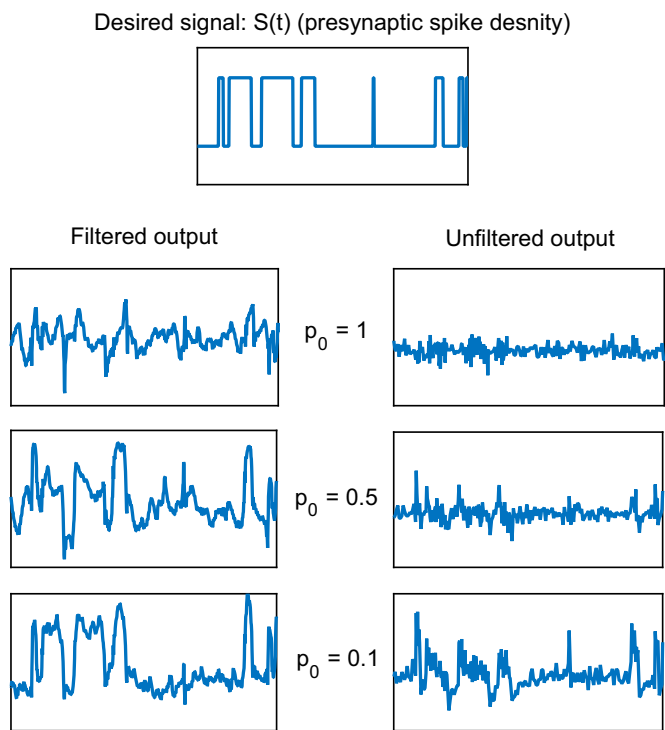 Desired signal: S(t) (presynaptic spike desnity)
Filtered output
Unfiltered output
p₀ = 1
p₀ = 0.5
p₀ = 0.1